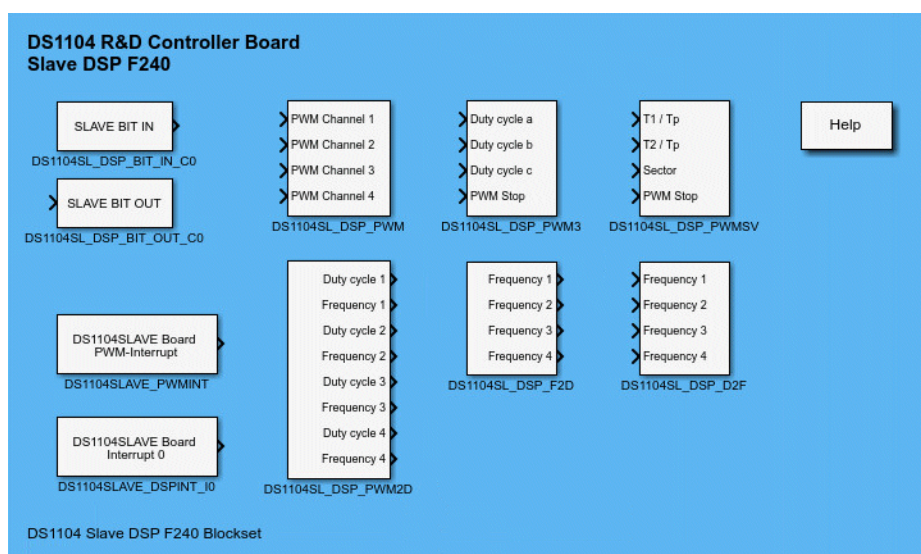 DS1104 R&D Controller Board
Slave DSP F240
SLAVE BIT IN
DS1104SL_DSP_BIT_IN_C0
SLAVE BIT OUT
DS1104SL_DSP_BIT_OUT_C0
PWM Channel 1
PWM Channel 2
PWM Channel 3
PWM Channel 4
DS1104SL_DSP_PWM
Duty cycle a
Duty cycle b
Duty cycle c
PWM Stop
DS1104SL_DSP_PWM3
T1 / Tp
T2 / Tp
Sector
PWM Stop
DS1104SL_DSP_PWMSV
Help
DS1104SLAVE Board
PWM-Interrupt
DS1104SLAVE_PWMINT
DS1104SLAVE Board
Interrupt 0
DS1104SLAVE_DSPINT_I0
Duty cycle 1
Frequency 1
Duty cycle 2
Frequency 2
Duty cycle 3
Frequency 3
Duty cycle 4
Frequency 4
DS1104SL_DSP_PWM2D
Frequency 1
Frequency 2
Frequency 3
Frequency 4
DS1104SL_DSP_F2D
Frequency 1
Frequency 2
Frequency 3
Frequency 4
DS1104SL_DSP_D2F
DS1104 Slave DSP F240 Blockset